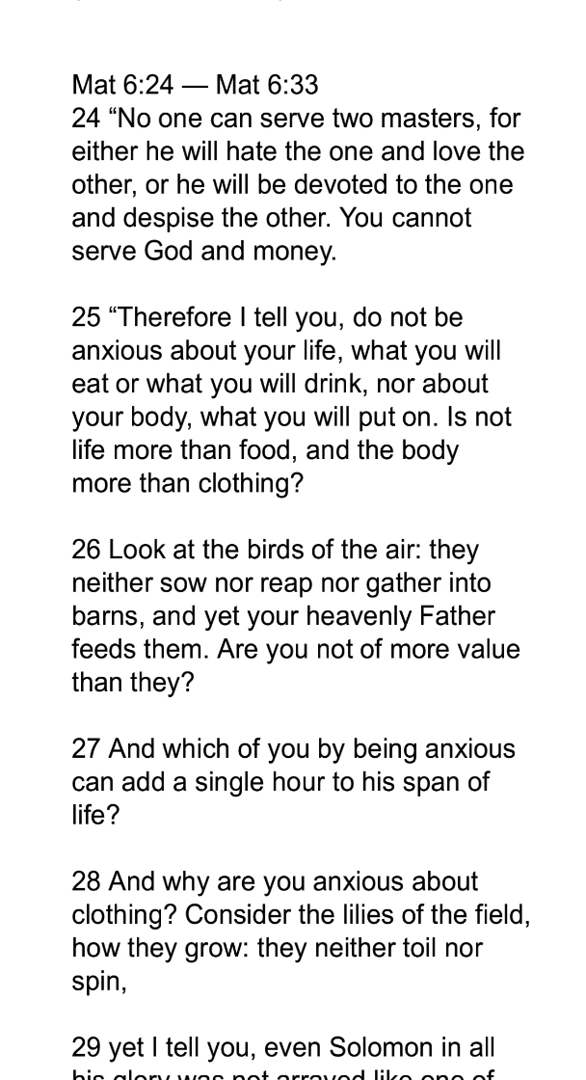 Mat 6:24 — Mat 6:33
24 “No one can serve two masters, for
either he will hate the one and love the
other, or he will be devoted to the one
and despise the other. You cannot
serve God and money.
25 “Therefore I tell you, do not be
anxious about your life, what you will
eat or what you will drink, nor about
your body, what you will put on. Is not
life more than food, and the body
more than clothing?
26 Look at the birds of the air: they
neither sow nor reap nor gather into
barns, and yet your heavenly Father
feeds them. Are you not of more value
than they?
27 And which of you by being anxious
can add a single hour to his span of
life?
28 And why are you anxious about
clothing? Consider the lilies of the field,
how they grow: they neither toil nor
spin,
29 yet I tell you, even Solomon in all
his glory was not arrayed like one of